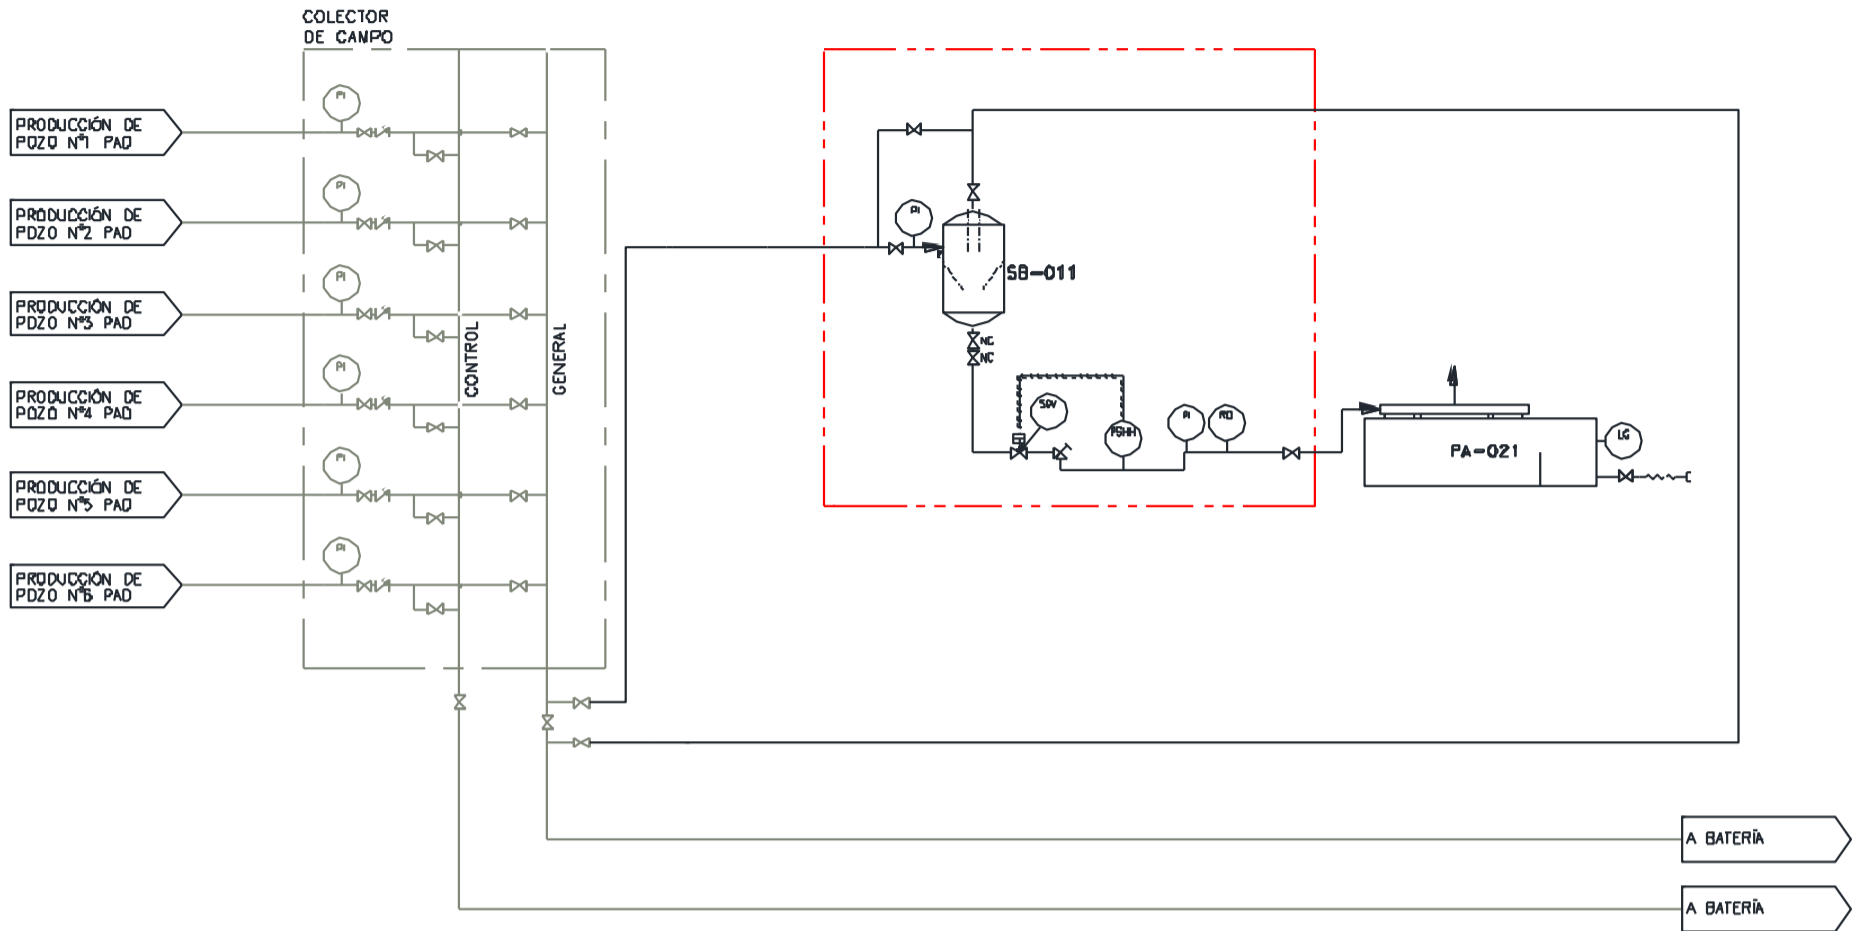 COLECTOR
DE CAMPO
PI
PRODUCCIÓN DE
POZO N°1 PAD
PI
PRODUCCIÓN DE
POZO N°2 PAD
PI
SB-011
PI
PRODUCCIÓN DE
POZO N°3 PAD
CONTROL
GENERAL
NC
NC
PI
PRODUCCIÓN DE
POZO N°4 PAD
SDV
PSHH
PI
RO
LG
PA-021
PI
PRODUCCIÓN DE
POZO N°5 PAD
PI
PRODUCCIÓN DE
POZO N°6 PAD
A BATERÍA
A BATERÍA